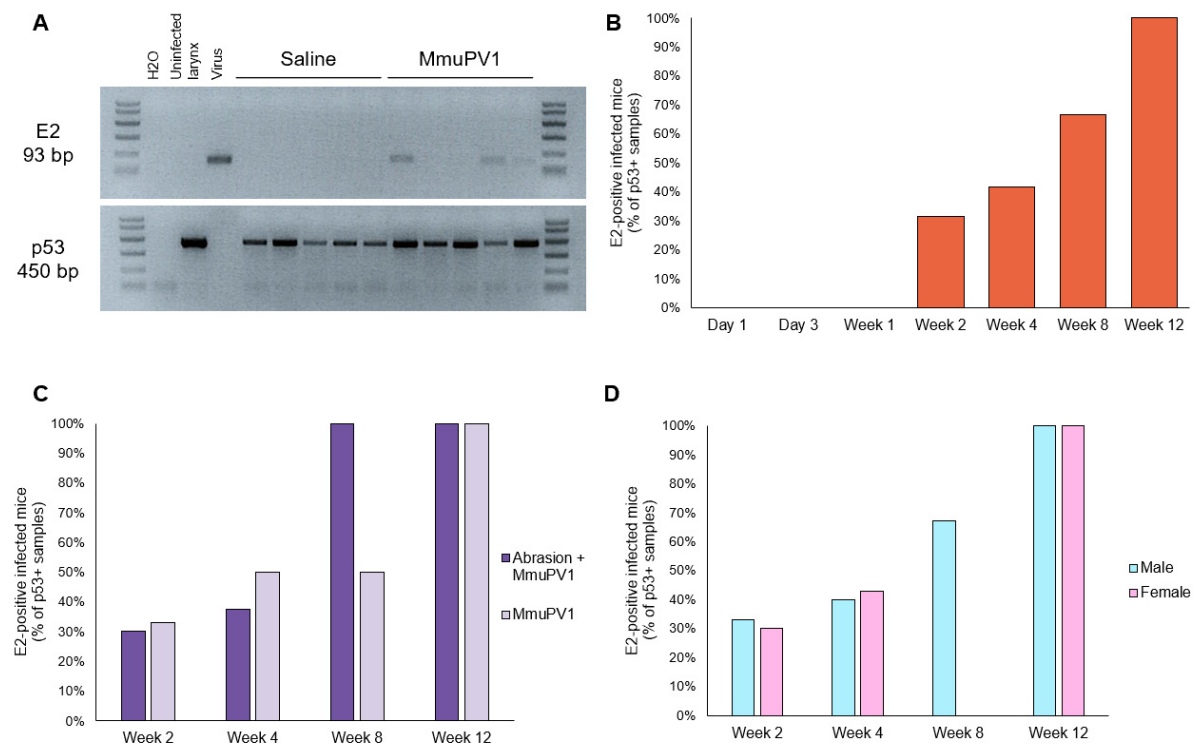 A
H2O
Uninfected
larynx
Virus
Saline
MmuPV1
E2
93 bp
p53
450 bp
B
E2-positive infected mice
(% of p53+ samples)
100%
90%
80%
70%
60%
50%
40%
30%
20%
10%
0%
Day 1 Day 3 Week 1 Week 2 Week 4 Week 8 Week 12
C
E2-positive infected mice
(% of p53+ samples)
100%
90%
80%
70%
60%
50%
40%
30%
20%
10%
0%
Week 2 Week 4 Week 8 Week 12
Abrasion +
MmuPV1
MmuPV1
D
E2-positive infected mice
(% of p53+ samples)
100%
90%
80%
70%
60%
50%
40%
30%
20%
10%
0%
Week 2 Week 4 Week 8 Week 12
Male
Female